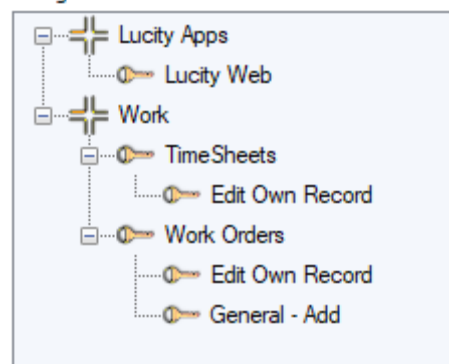 Lucity Apps
Lucity Web
Work
TimeSheets
Edit Own Record
Work Orders
Edit Own Record
General - Add